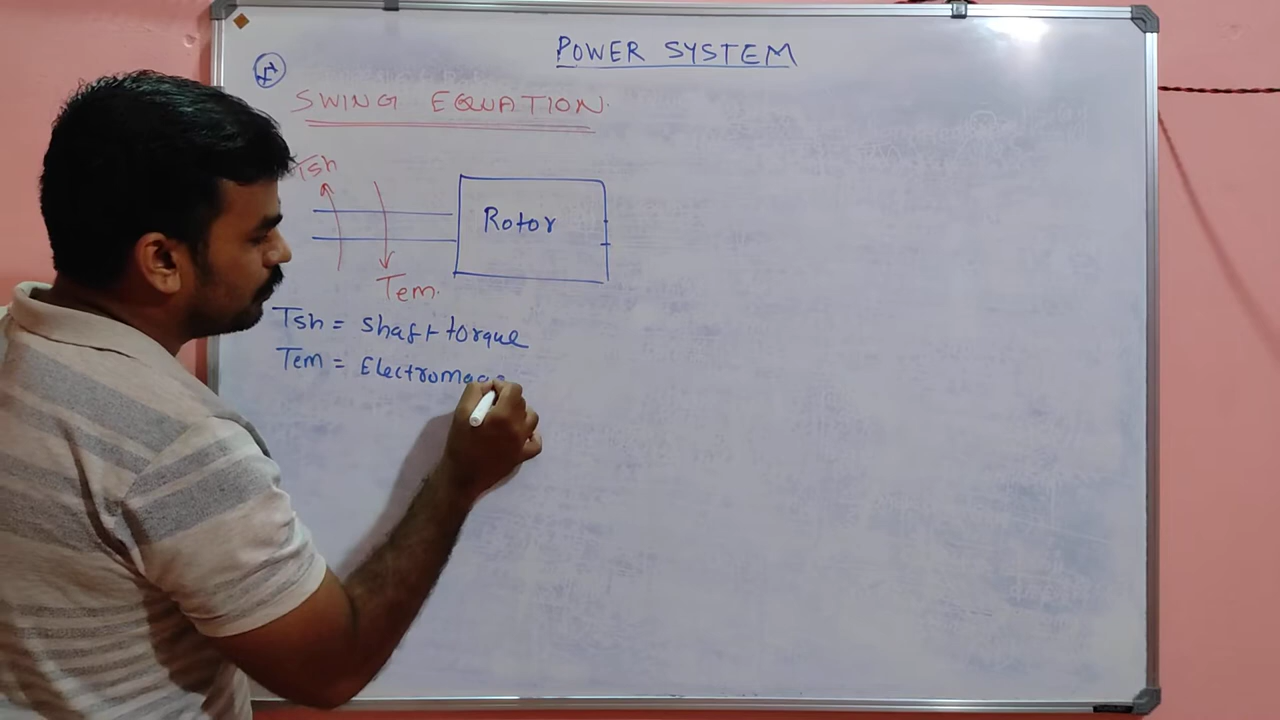 POWER SYSTEM
SWING EQUATION.
Tsh
Rotor
Tem.
Tsh = shaft torque
Tem = Electromag